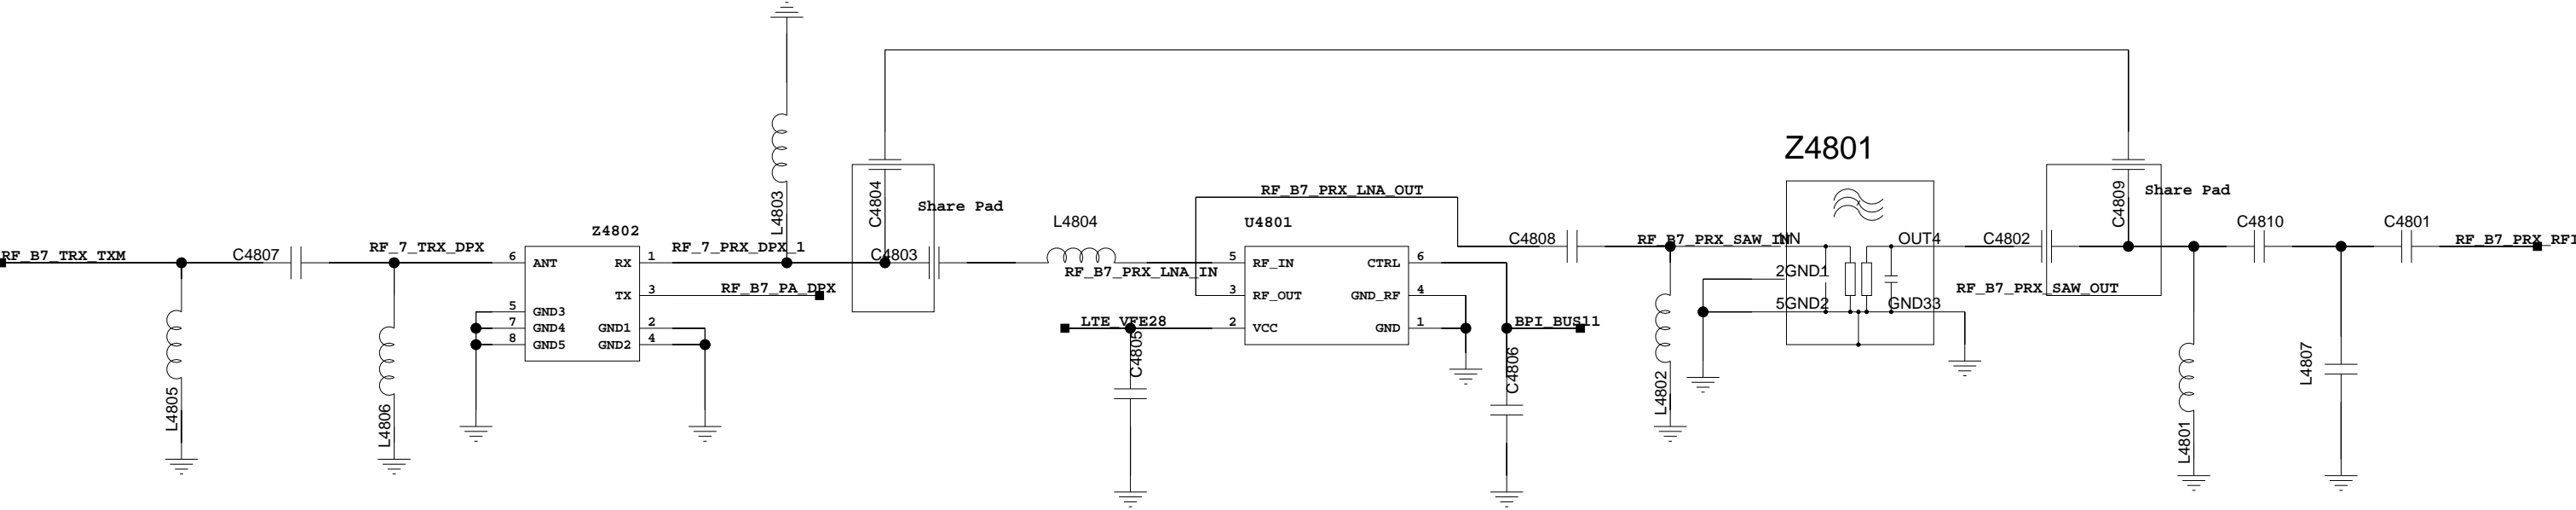 RF_B7_TRX_TXM
L4805
C4807
RF_7_TRX_DPX
L4806
Z4802
6 ANT RX 1
TX 3
5 GND3
7 GND4 GND1 2
8 GND5 GND2 4
RF_7_PRX_DPX_1
RF_B7_PA_DPX
L4803
C4804
Share Pad
C4803
L4804
RF_B7_PRX_LNA_IN
LTE_VFE28
C4805
RF_B7_PRX_LNA_OUT
U4801
5 RF_IN CTRL 6
3 RF_OUT GND_RF 4
2 VCC GND 1
BPI_BUS11
C4806
C4808
RF_B7_PRX_SAW_IN
L4802
Z4801
OUT4
2GND1
5GND2 GND33
C4802
RF_B7_PRX_SAW_OUT
C4809
Share Pad
L4801
C4810
L4807
C4801